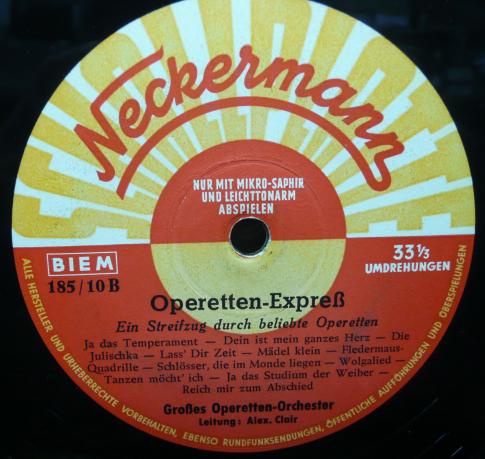 Neckermann
NUR MIT MIKRO-SAPHIR
UND LEICHTTONARM
ABSPIELEN
BIEM
185/10 B
33⅓
UMDREHUNGEN
Operetten-Expreß
Ein Streifzug durch beliebte Operetten
Ja das Temperament — Dein ist mein ganzes Herz — Die
Julischka — Lass' Dir Zeit — Mädel klein — Fledermaus-
Quadrille — Schlösser, die im Monde liegen — Wolgalied —
Tanzen möcht' ich — Ja das Studium der Weiber —
Reich mir zum Abschied
Großes Operetten-Orchester
Leitung: Alex. Clair
ALLE HERSTELLER UND URHEBERRECHTE VORBEHALTEN, EBENSO RUNDFUNKSENDUNGEN, ÖFFENTLICHE AUFFÜHRUNGEN UND ÜBERSPIELUNGEN